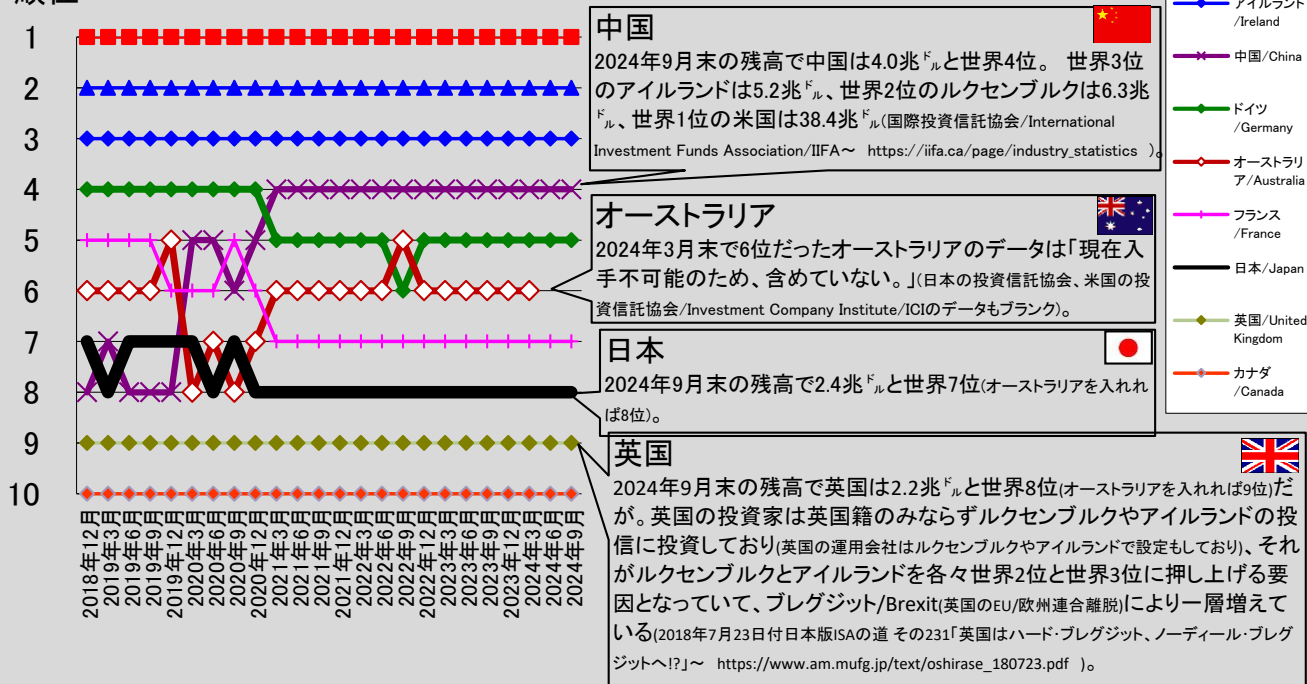 1
2
3
4
5
6
7
8
9
10
2018年12月
2019年3月
2019年6月
2019年9月
2019年12月
2020年3月
2020年6月
2020年9月
2020年12月
2021年3月
2021年6月
2021年9月
2021年12月
2022年3月
2022年6月
2022年9月
2022年12月
2023年3月
2023年6月
2023年9月
2023年12月
2024年3月
2024年6月
2024年9月
中国
2024年9月末の残高で中国は4.0兆㌦と世界4位。 世界3位
のアイルランドは5.2兆㌦、世界2位のルクセンブルクは6.3兆
㌦、世界1位の米国は38.4兆㌦(国際投資信託協会/International
Investment Funds Association/IIFA～ https://iifa.ca/page/industry_statistics )。
オーストラリア
2024年3月末で6位だったオーストラリアのデータは「現在入
手不可能のため、含めていない。」(日本の投資信託協会、米国の投
資信託協会/Investment Company Institute/ICIのデータもブランク)。
日本
2024年9月末の残高で2.4兆㌦と世界7位(オーストラリアを入れれ
ば8位)。
英国
2024年9月末の残高で英国は2.2兆㌦と世界8位(オーストラリアを入れれば9位)だ
が。英国の投資家は英国籍のみならずルクセンブルクやアイルランドの投
信に投資しており(英国の運用会社はルクセンブルクやアイルランドで設定もしており)、それ
がルクセンブルクとアイルランドを各々世界2位と世界3位に押し上げる要
因となっていて、ブレグジット/Brexit(英国のEU/欧州連合離脱)により一層増えて
いる(2018年7月23日付日本版ISAの道 その231「英国はハード・ブレグジット、ノーディール・ブレグ
ジットへ!?」～ https://www.am.mufg.jp/text/oshirase_180723.pdf )。
アイルランド
/Ireland
中国/China
ドイツ
/Germany
オーストラリ
ア/Australia
フランス
/France
日本/Japan
英国/United
Kingdom
カナダ
/Canada